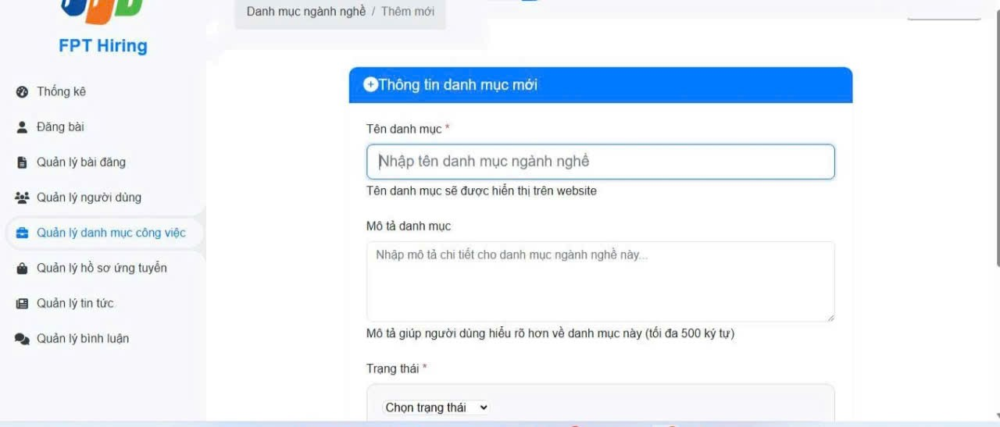 Danh mục ngành nghề / Thêm mới
FPT Hiring
Thống kê
Đăng bài
Quản lý bài đăng
Quản lý người dùng
Quản lý danh mục công việc
Quản lý hồ sơ ứng tuyển
Quản lý tin tức
Quản lý bình luận
Thông tin danh mục mới
Tên danh mục *
Nhập tên danh mục ngành nghề
Tên danh mục sẽ được hiển thị trên website
Mô tả danh mục
Nhập mô tả chi tiết cho danh mục ngành nghề này...
Mô tả giúp người dùng hiểu rõ hơn về danh mục này (tối đa 500 ký tự)
Trạng thái *
Chọn trạng thái